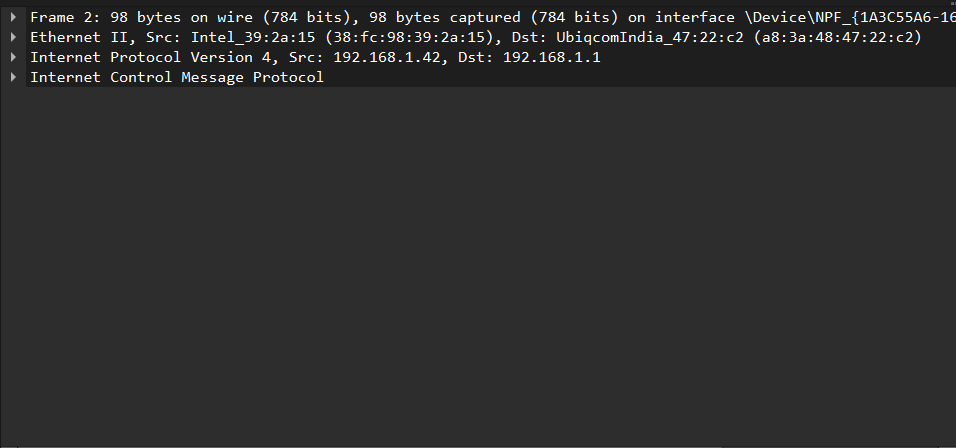 Frame 2: 98 bytes on wire (784 bits), 98 bytes captured (784 bits) on interface \Device\NPF_{1A3C55A6-16
Ethernet II, Src: Intel_39:2a:15 (38:fc:98:39:2a:15), Dst: UbiqcomIndia_47:22:c2 (a8:3a:48:47:22:c2)
Internet Protocol Version 4, Src: 192.168.1.42, Dst: 192.168.1.1
Internet Control Message Protocol